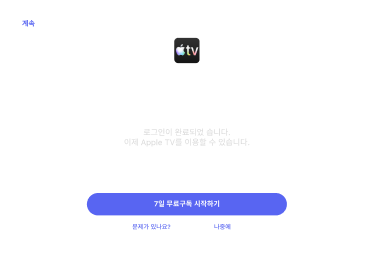 계속
tv
로그인이 완료되었 습니다.
이제 Apple TV를 이용할 수 있습니다.
7일 무료구독 시작하기
문제가 있나요?
나중에